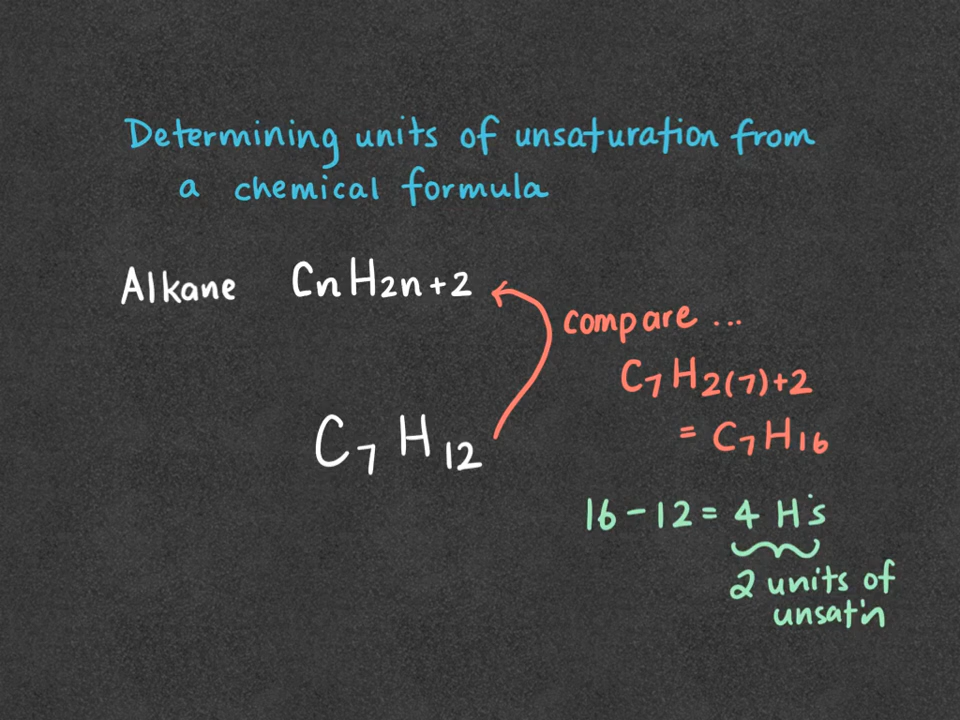 Determining units of unsaturation from
a chemical formula
Alkane CnH2n+2
compare ...
C7H2(7)+2
= C7H16
C7H12
16-12 = 4 H's
2 units of
unsat'n